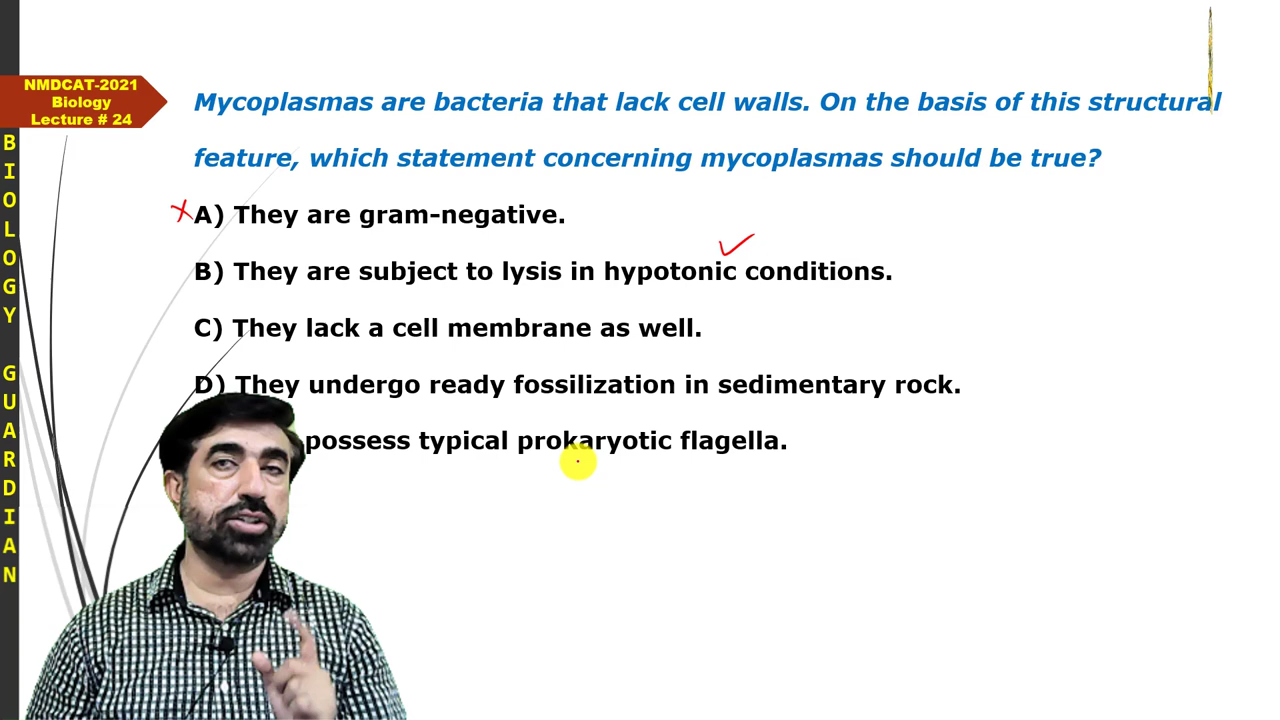 NMDCAT-2021
Biology
Lecture # 24
BIOLOGY GUARDIAN
Mycoplasmas are bacteria that lack cell walls. On the basis of this structural
feature, which statement concerning mycoplasmas should be true?
A) They are gram-negative.
B) They are subject to lysis in hypotonic conditions.
C) They lack a cell membrane as well.
D) They undergo ready fossilization in sedimentary rock.
possess typical prokaryotic flagella.